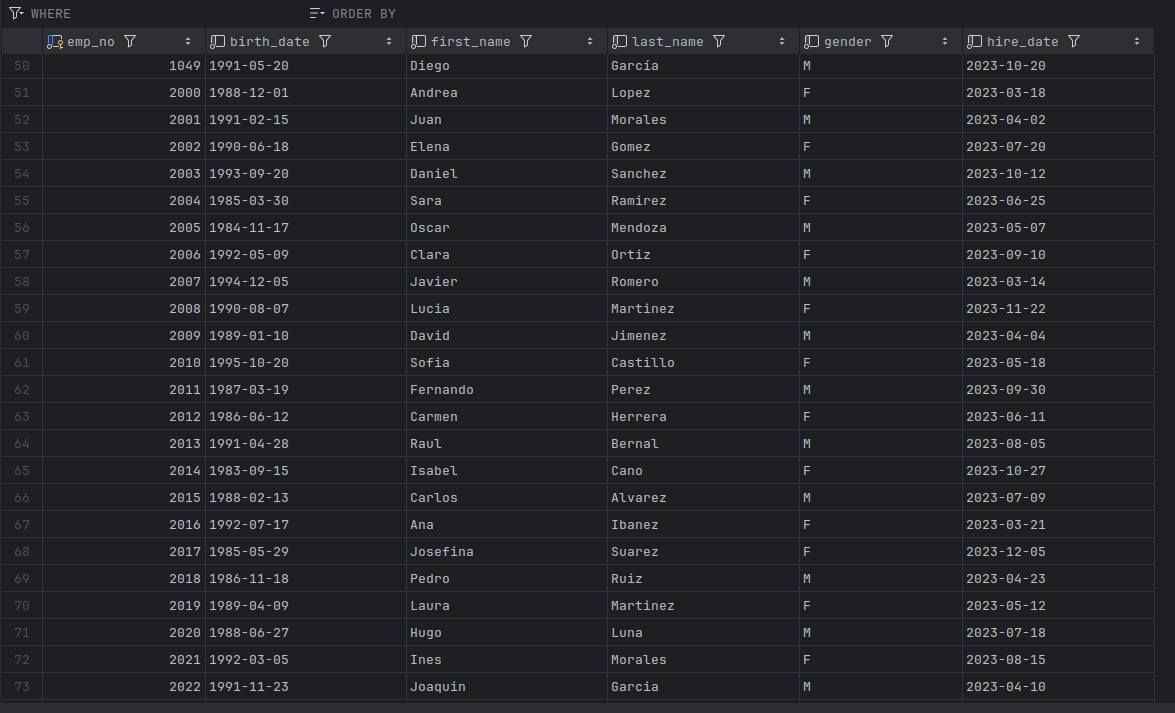 WHERE ORDER BY
emp_no birth_date first_name last_name gender hire_date
50 1049 1991-05-20 Diego García M 2023-10-20
51 2000 1988-12-01 Andrea Lopez F 2023-03-18
52 2001 1991-02-15 Juan Morales M 2023-04-02
53 2002 1990-06-18 Elena Gomez F 2023-07-20
54 2003 1993-09-20 Daniel Sanchez M 2023-10-12
55 2004 1985-03-30 Sara Ramirez F 2023-06-25
56 2005 1984-11-17 Oscar Mendoza M 2023-05-07
57 2006 1992-05-09 Clara Ortiz F 2023-09-10
58 2007 1994-12-05 Javier Romero M 2023-03-14
59 2008 1990-08-07 Lucia Martinez F 2023-11-22
60 2009 1989-01-10 David Jimenez M 2023-04-04
61 2010 1995-10-20 Sofia Castillo F 2023-05-18
62 2011 1987-03-19 Fernando Perez M 2023-09-30
63 2012 1986-06-12 Carmen Herrera F 2023-06-11
64 2013 1991-04-28 Raul Bernal M 2023-08-05
65 2014 1983-09-15 Isabel Cano F 2023-10-27
66 2015 1988-02-13 Carlos Alvarez M 2023-07-09
67 2016 1992-07-17 Ana Ibanez F 2023-03-21
68 2017 1985-05-29 Josefina Suarez F 2023-12-05
69 2018 1986-11-18 Pedro Ruiz M 2023-04-23
70 2019 1989-04-09 Laura Martinez F 2023-05-12
71 2020 1988-06-27 Hugo Luna M 2023-07-18
72 2021 1992-03-05 Ines Morales F 2023-08-15
73 2022 1991-11-23 Joaquin Garcia M 2023-04-10